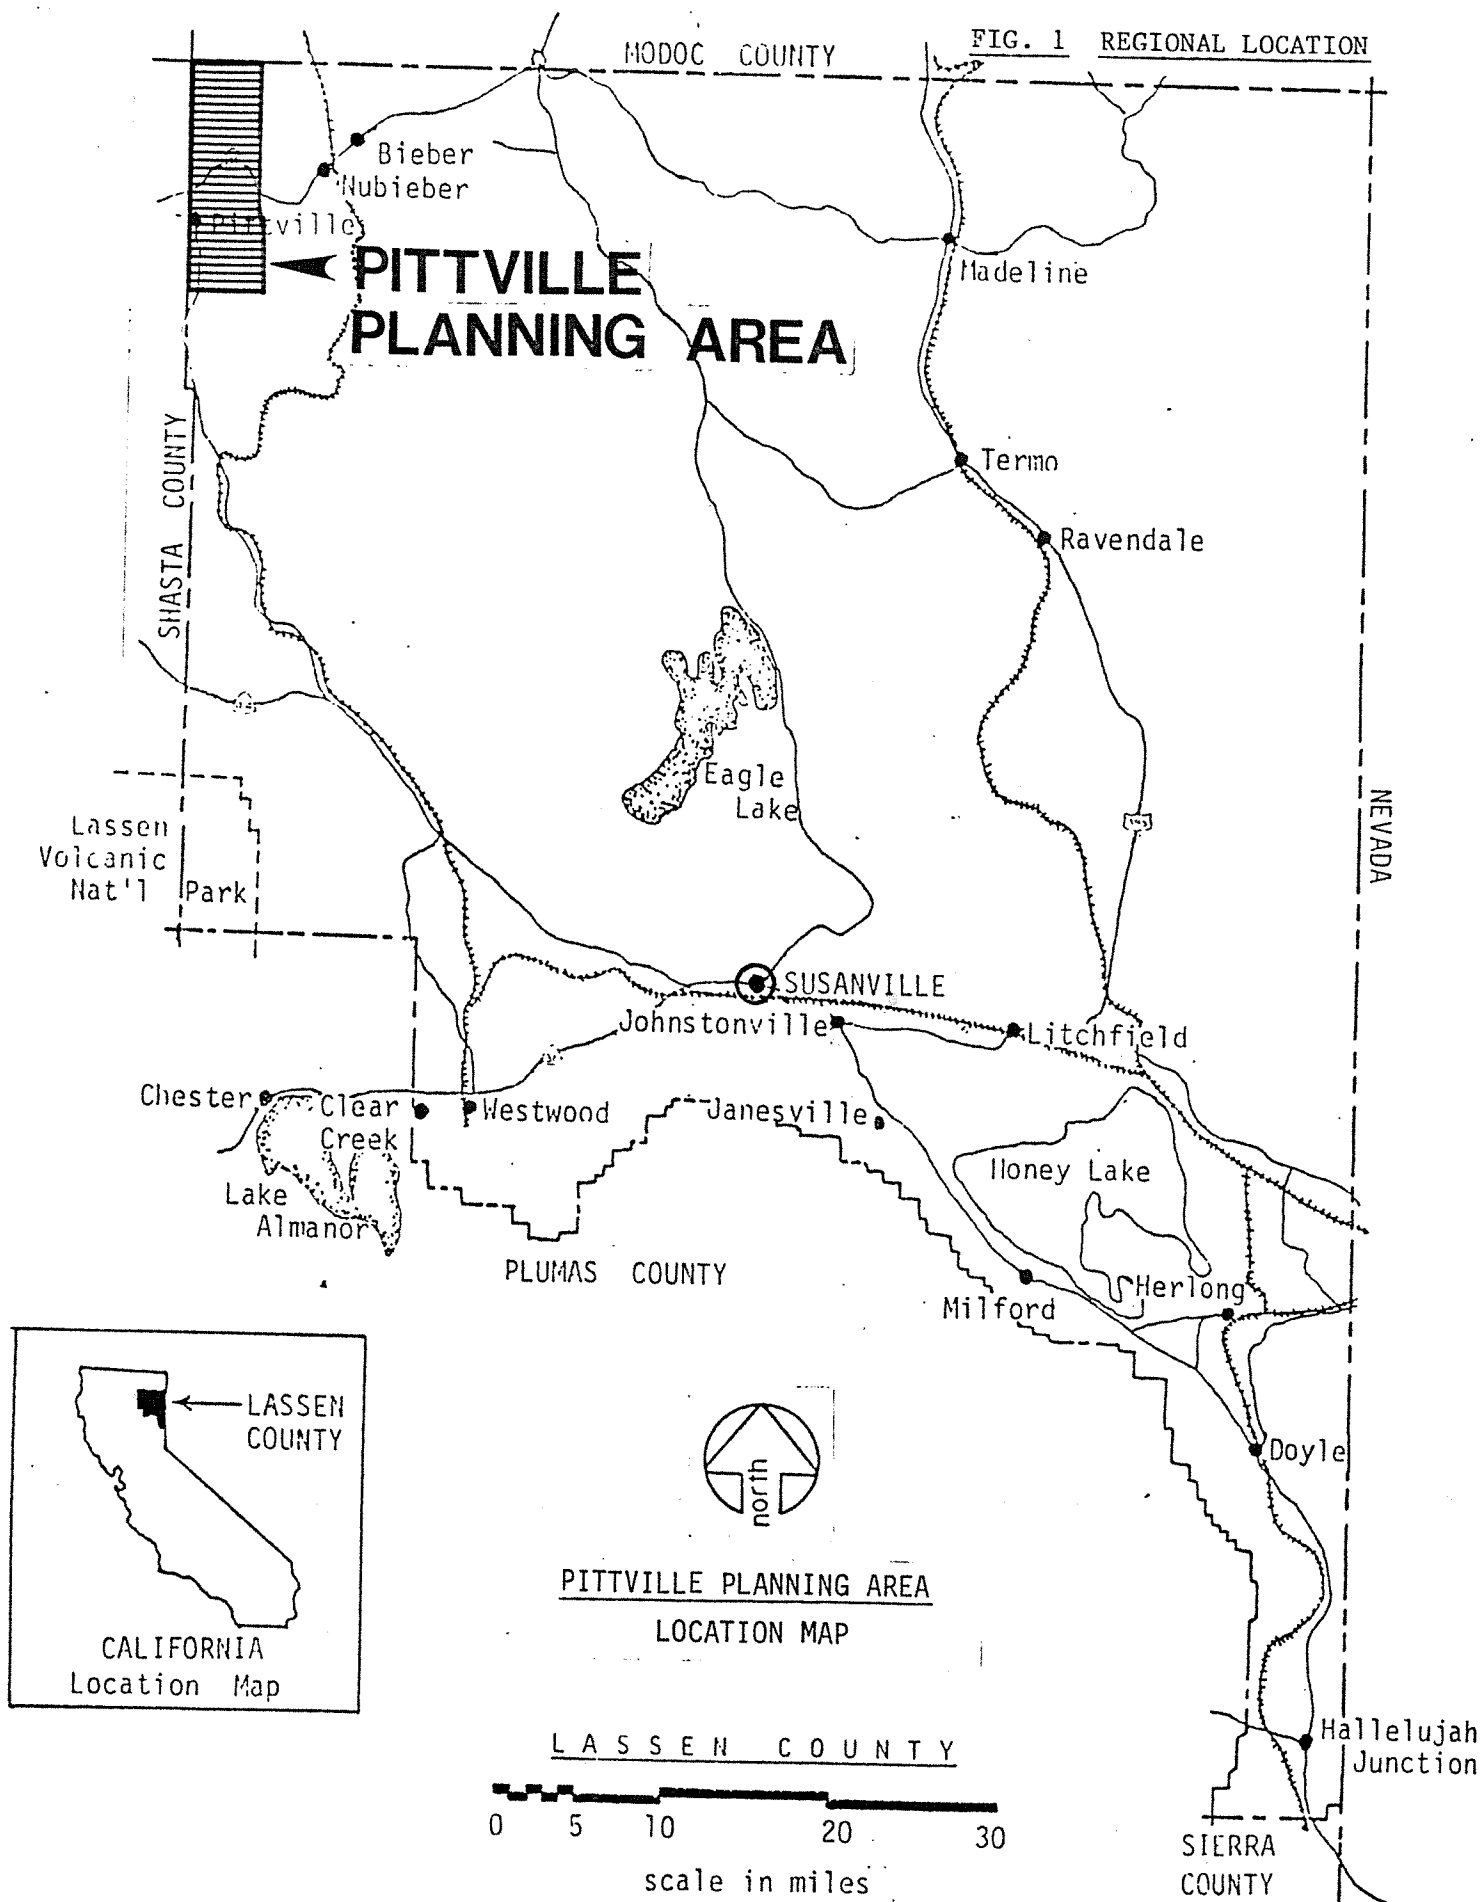 FIG. 1 REGIONAL LOCATION
MODOC COUNTY
Bieber
Nubieber
Pittville
PITTVILLE
PLANNING AREA
Madeline
SHASTA COUNTY
Termo
Ravendale
Eagle
Lake
NEVADA
Lassen
Volcanic
Nat'l Park
SUSANVILLE
Johnstonville
Litchfield
Chester
Clear
Creek
Westwood
Janesville
Honey Lake
Lake
Almanor
PLUMAS COUNTY
Herlong
Milford
LASSEN
COUNTY
CALIFORNIA
Location Map
north
Doyle
PITTVILLE PLANNING AREA
LOCATION MAP
Hallelujah
Junction
LASSEN COUNTY
0 5 10 20 30
scale in miles
SIERRA
COUNTY